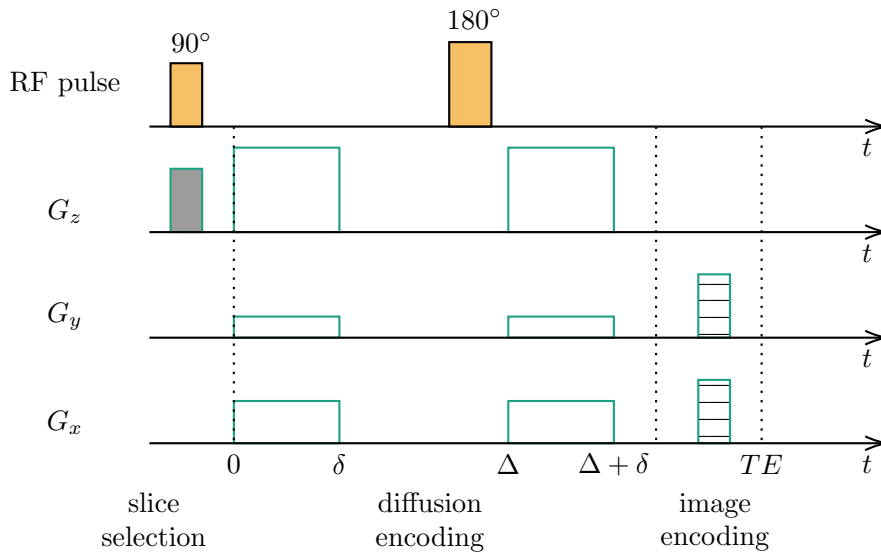 90°
180°
RF pulse
t
G_z
t
G_y
t
G_x
0 δ Δ Δ + δ TE t
slice selection
diffusion encoding
image encoding